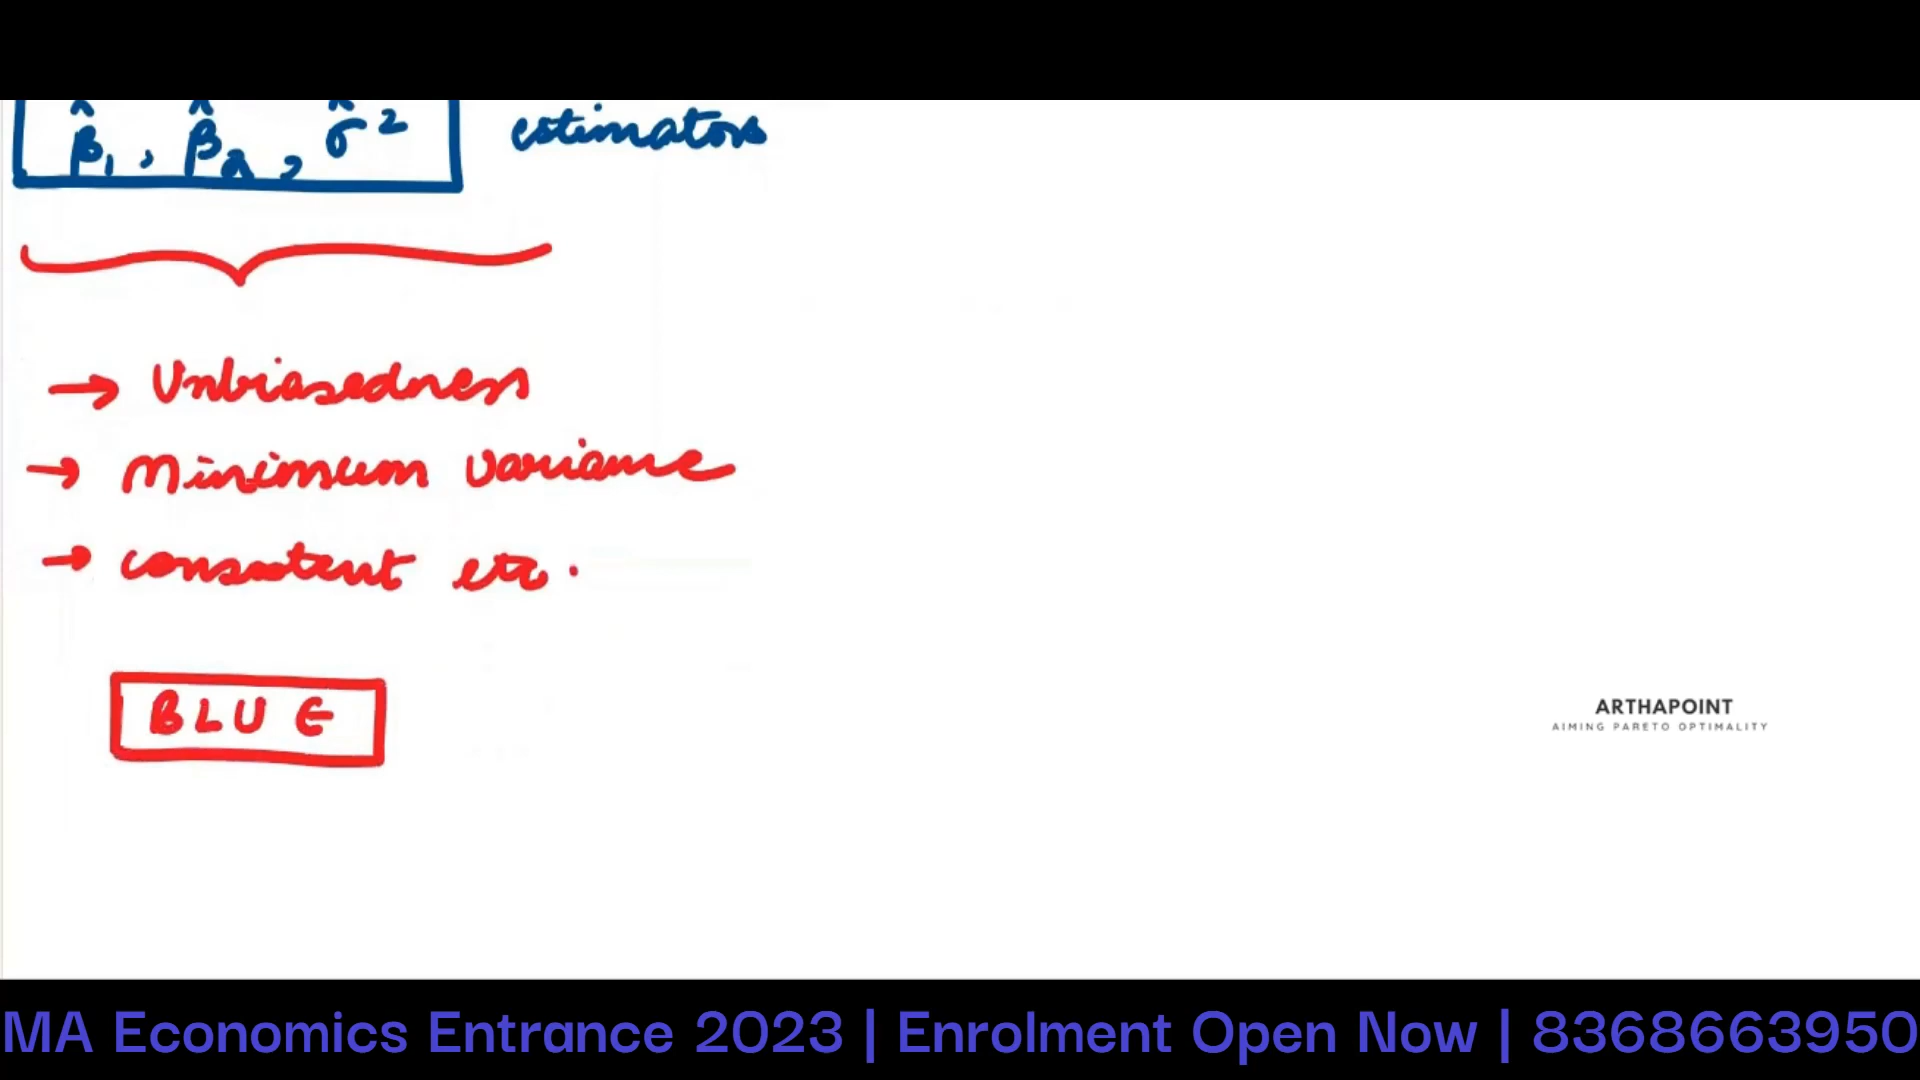 β̂₁, β̂₂, σ̂² estimators
→ Unbiasedness
→ Minimum variance
→ consistent etc.
BLUE
ARTHAPOINT
AIMING PARETO OPTIMALITY
MA Economics Entrance 2023 | Enrolment Open Now | 8368663950